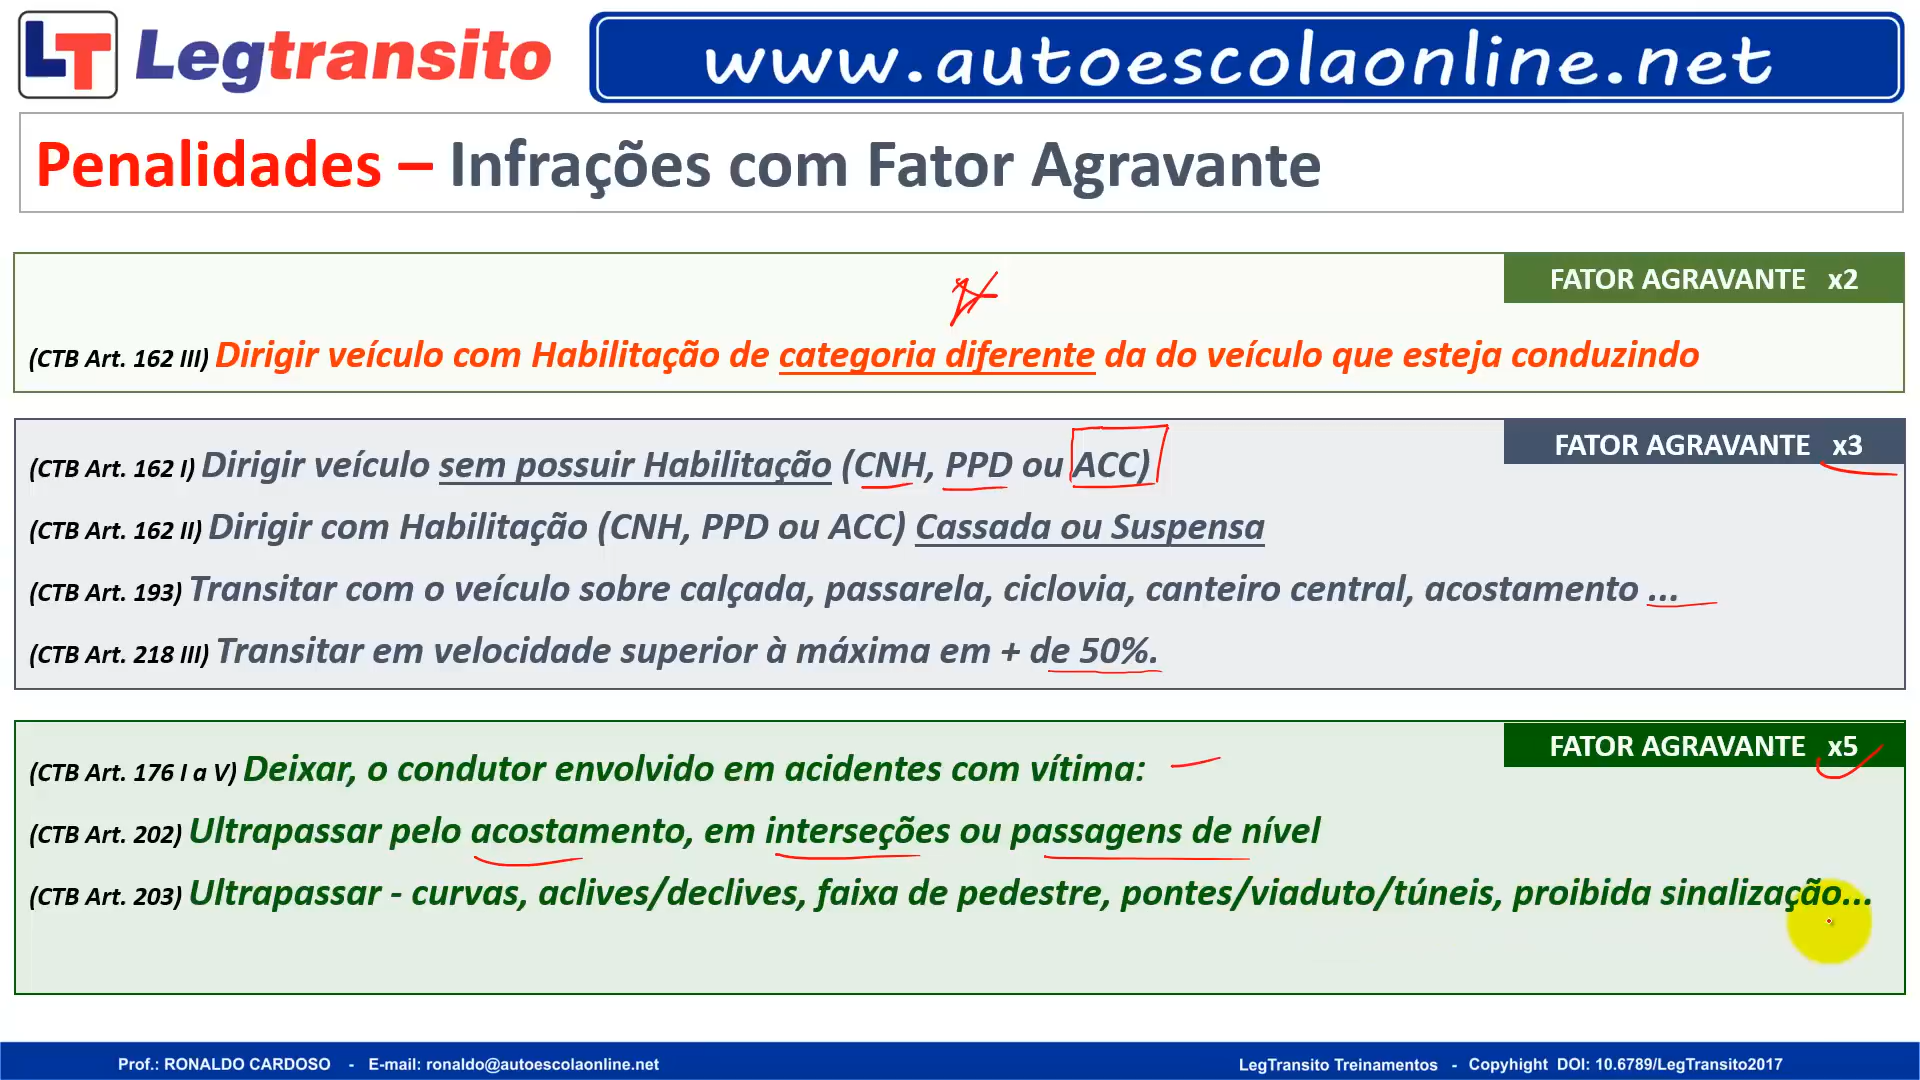 LT Legtransito
www.autoescolaonline.net
Penalidades – Infrações com Fator Agravante
FATOR AGRAVANTE x2
(CTB Art. 162 III) Dirigir veículo com Habilitação de categoria diferente da do veículo que esteja conduzindo
FATOR AGRAVANTE x3
(CTB Art. 162 I) Dirigir veículo sem possuir Habilitação (CNH, PPD ou ACC)
(CTB Art. 162 II) Dirigir com Habilitação (CNH, PPD ou ACC) Cassada ou Suspensa
(CTB Art. 193) Transitar com o veículo sobre calçada, passarela, ciclovia, canteiro central, acostamento ...
(CTB Art. 218 III) Transitar em velocidade superior à máxima em + de 50%.
FATOR AGRAVANTE x5
(CTB Art. 176 I a V) Deixar, o condutor envolvido em acidentes com vítima:
(CTB Art. 202) Ultrapassar pelo acostamento, em interseções ou passagens de nível
(CTB Art. 203) Ultrapassar - curvas, aclives/declives, faixa de pedestre, pontes/viaduto/túneis, proibida sinalização...
Prof.: RONALDO CARDOSO - E-mail: ronaldo@autoescolaonline.net
LegTransito Treinamentos - Copyhight DOI: 10.6789/LegTransito2017